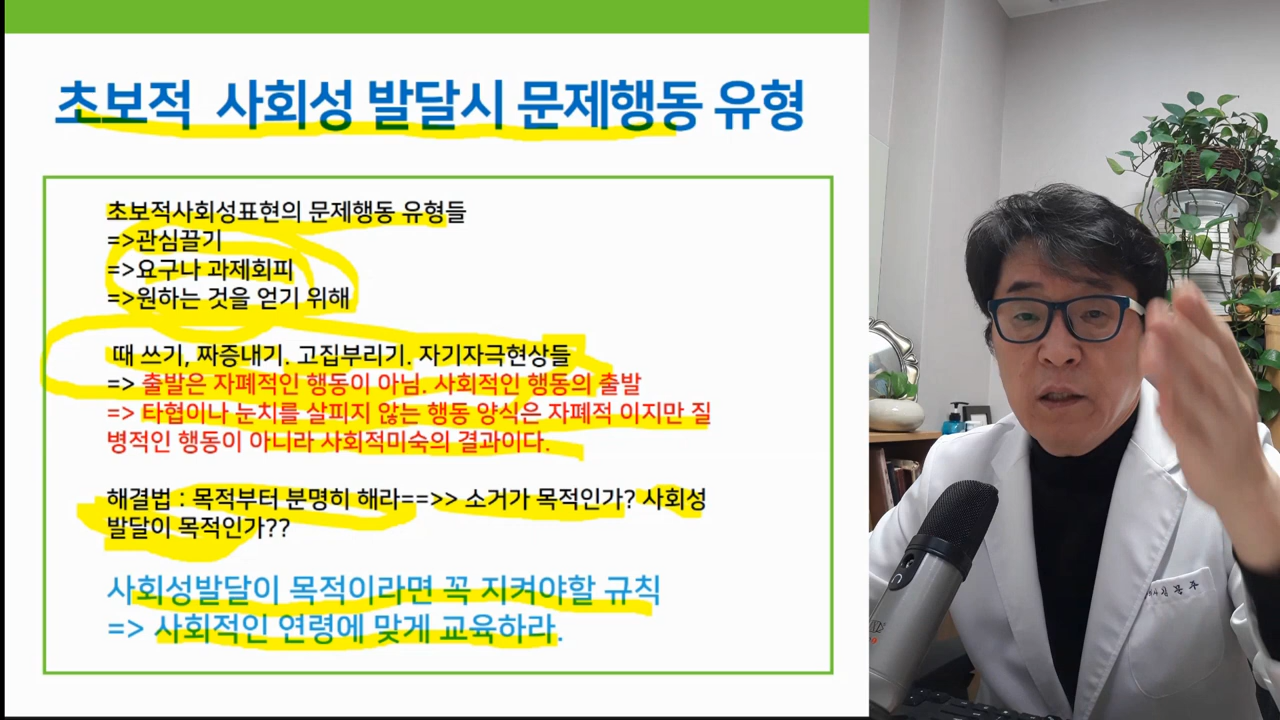 초보적 사회성 발달시 문제행동 유형
초보적사회성표현의 문제행동 유형들
=>관심끌기
=>요구나 과제회피
=>원하는 것을 얻기 위해
때 쓰기, 짜증내기. 고집부리기. 자기자극현상들
=> 출발은 자폐적인 행동이 아님. 사회적인 행동의 출발
=> 타협이나 눈치를 살피지 않는 행동 양식은 자폐적 이지만 질
병적인 행동이 아니라 사회적미숙의 결과이다.
해결법 : 목적부터 분명히 해라==>> 소거가 목적인가? 사회성
발달이 목적인가??
사회성발달이 목적이라면 꼭 지켜야할 규칙
=> 사회적인 연령에 맞게 교육하라.